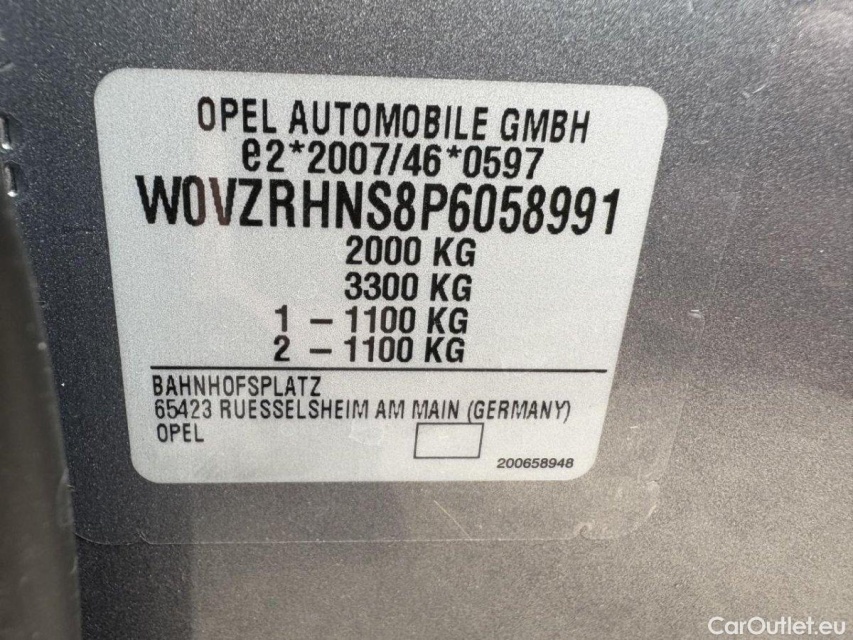 OPEL AUTOMOBILE GMBH
e2*2007/46*0597
W0VZRHNS8P6058991
2000 KG
3300 KG
1 - 1100 KG
2 - 1100 KG
BAHNHOFSPLATZ
65423 RUESSELSHEIM AM MAIN (GERMANY)
OPEL
200658948
CarOutlet.eu